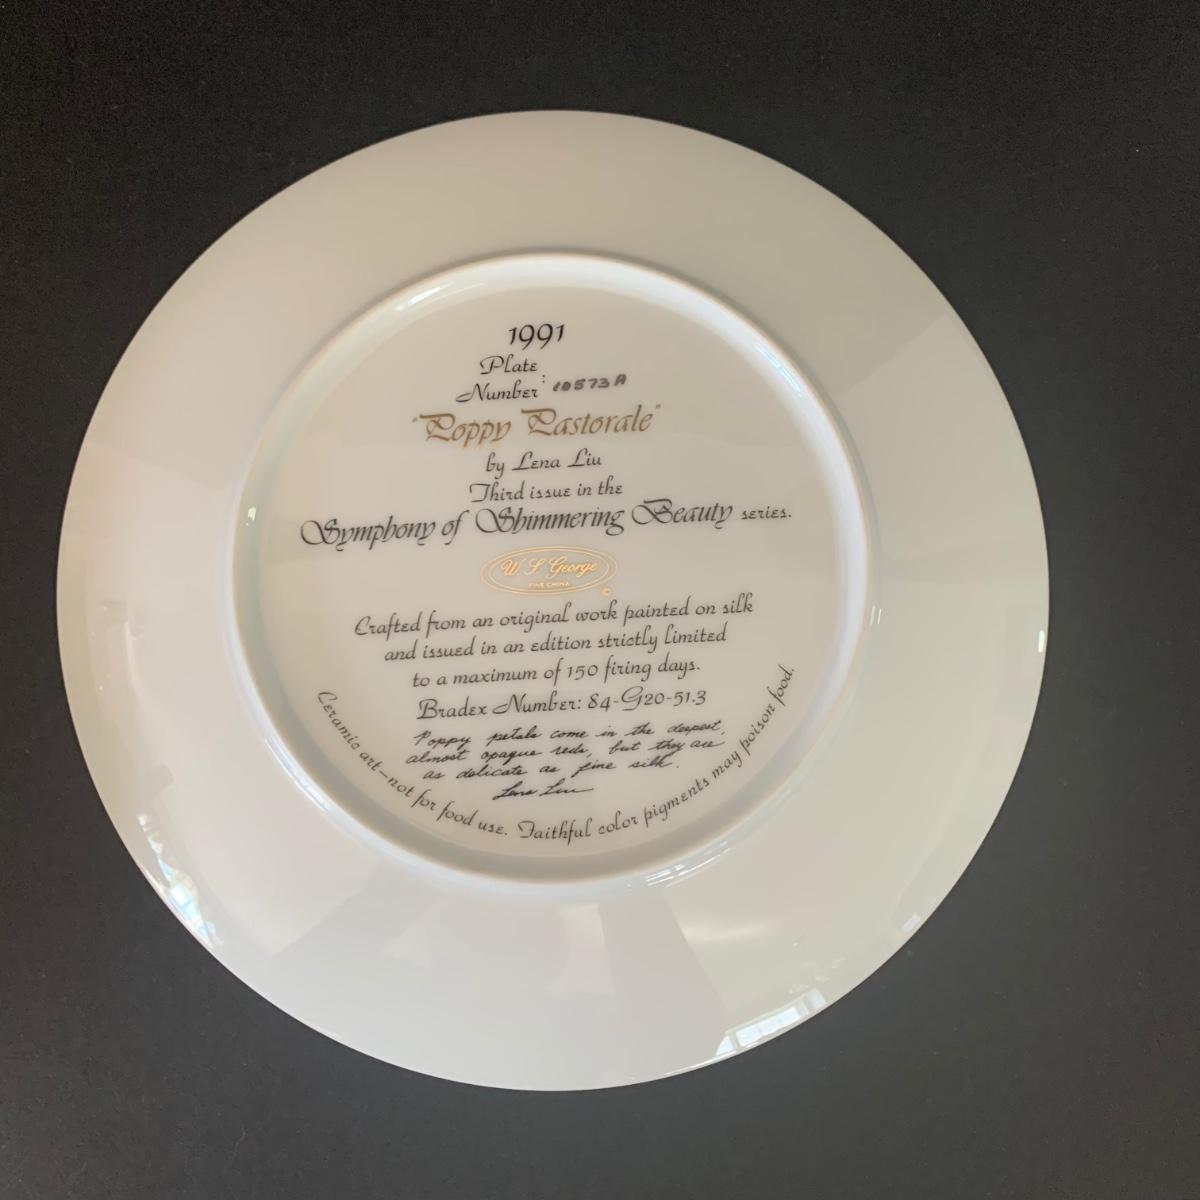 1991
Plate
Number: 10573A
"Poppy Pastorale"
by Lena Liu
Third issue in the
Symphony of Shimmering Beauty series.
W. S. George
FINE CHINA
©
Crafted from an original work painted on silk
and issued in an edition strictly limited
to a maximum of 150 firing days.
Bradex Number: 84-G20-51.3
Poppy petals come in the deepest,
almost opaque reds, but they are
as delicate as fine silk.
Lena Liu
Ceramic art—not for food use. Faithful color pigments may poison food.